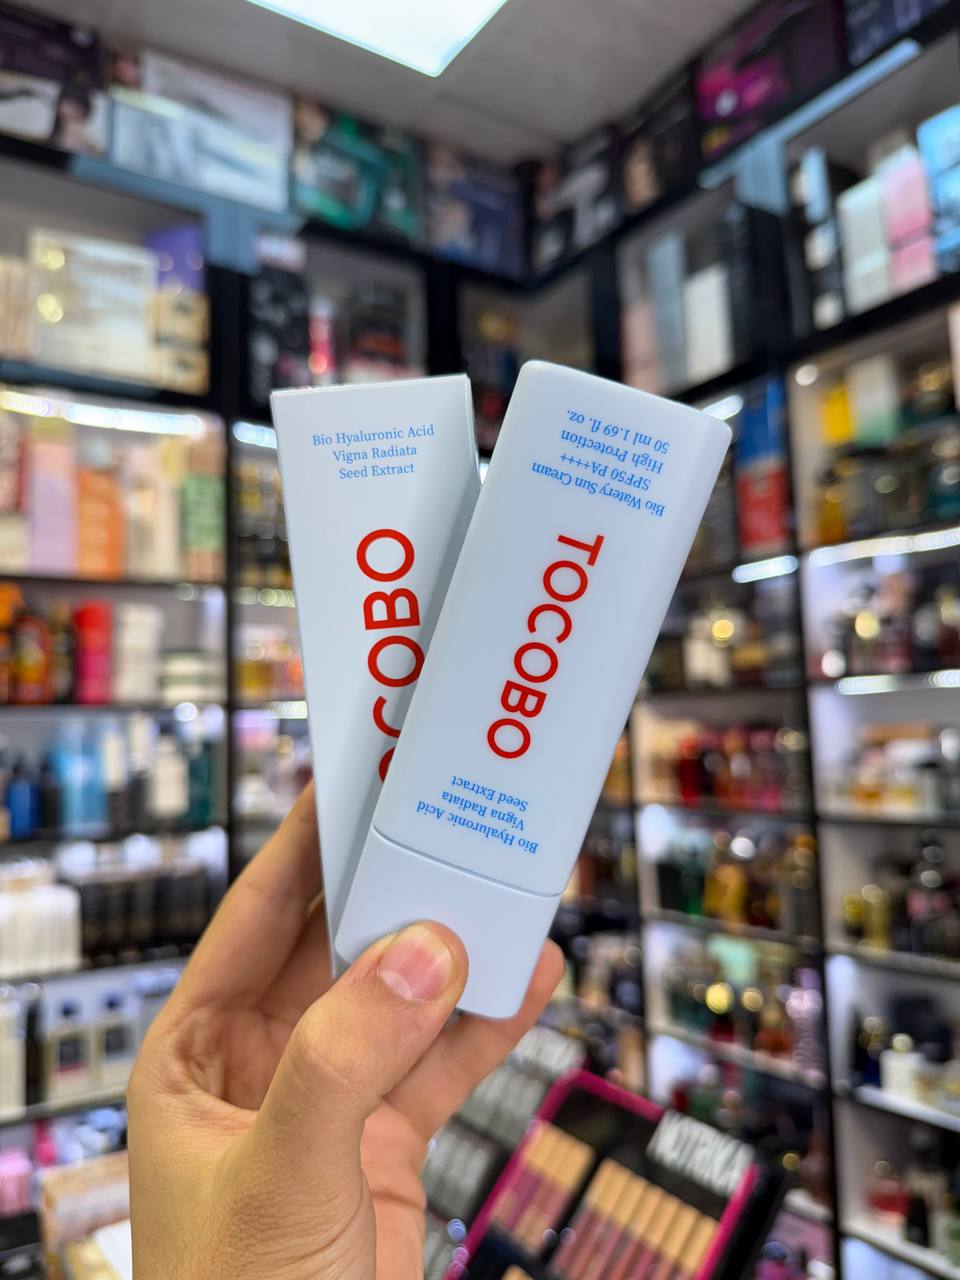 Bio Hyaluronic Acid
Vigna Radiata
Seed Extract
COBO
Bio Watery Sun Cream
SPF50 PA++++
High Protection
50 ml 1.69 fl. oz.
TOCOBO
Bio Hyaluronic Acid
Vigna Radiata
Seed Extract